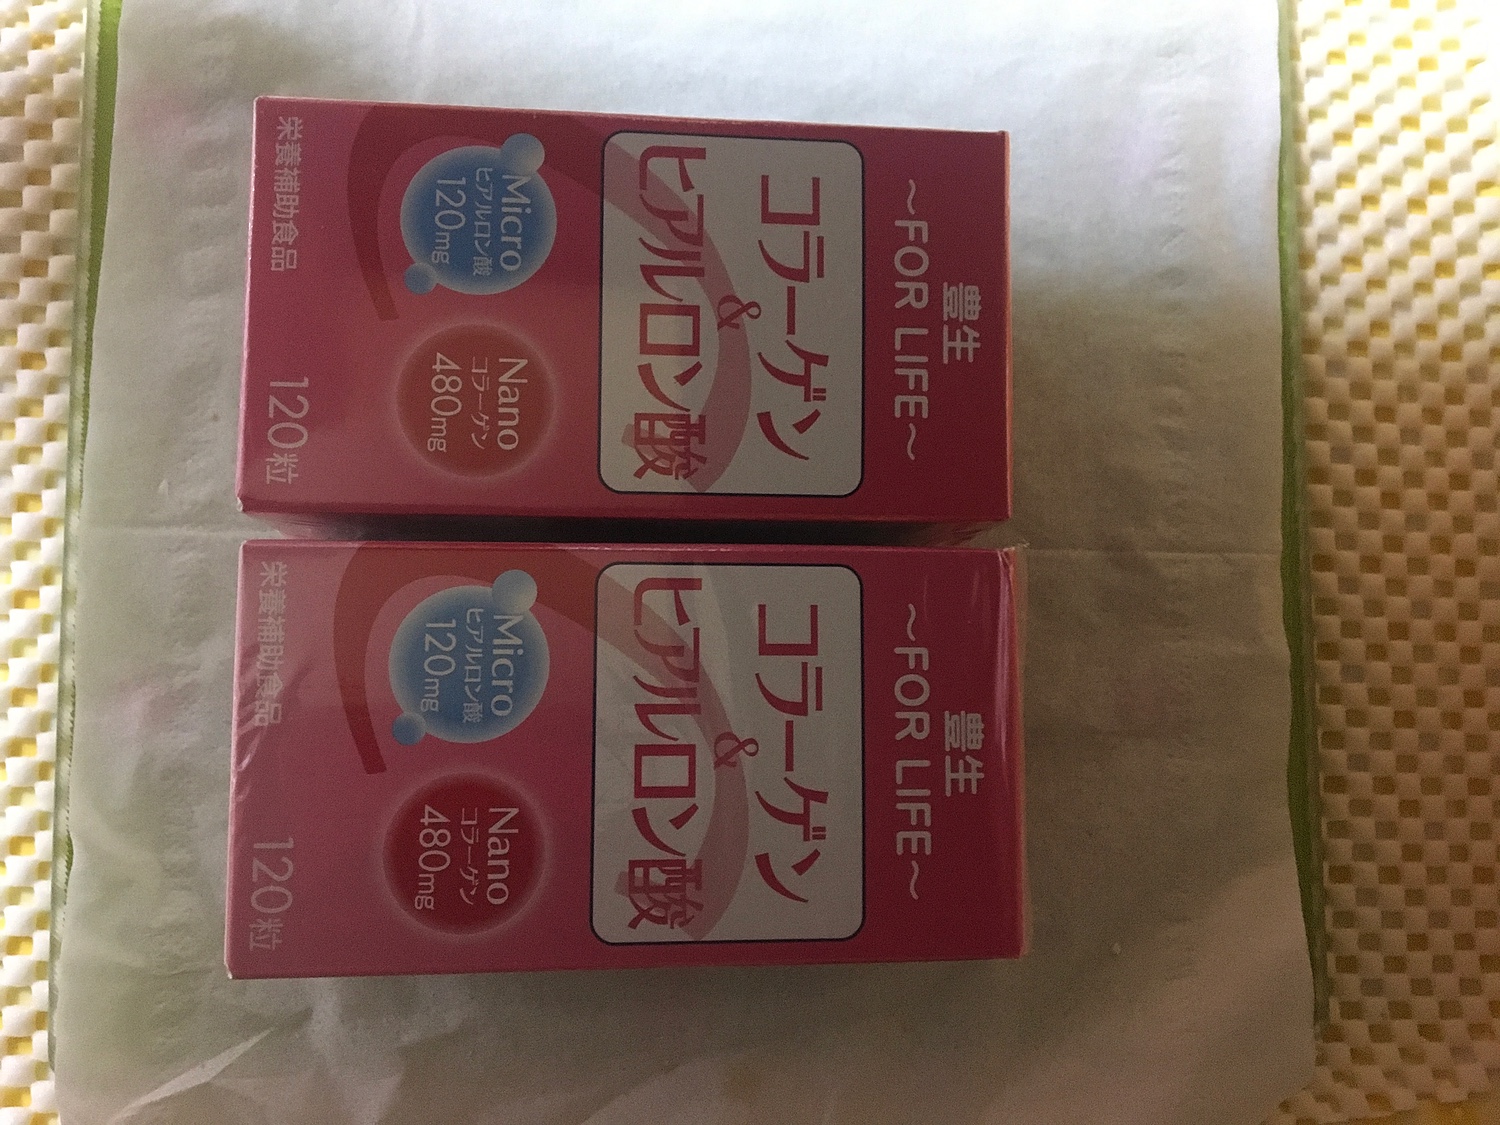 豊生
～FOR LIFE～
コラーゲン
&
ヒアルロン酸
Micro
ヒアルロン酸
120mg
Nano
コラーゲン
480mg
栄養補助食品
120粒
豊生
～FOR LIFE～
コラーゲン
&
ヒアルロン酸
Micro
ヒアルロン酸
120mg
Nano
コラーゲン
480mg
栄養補助食品
120粒